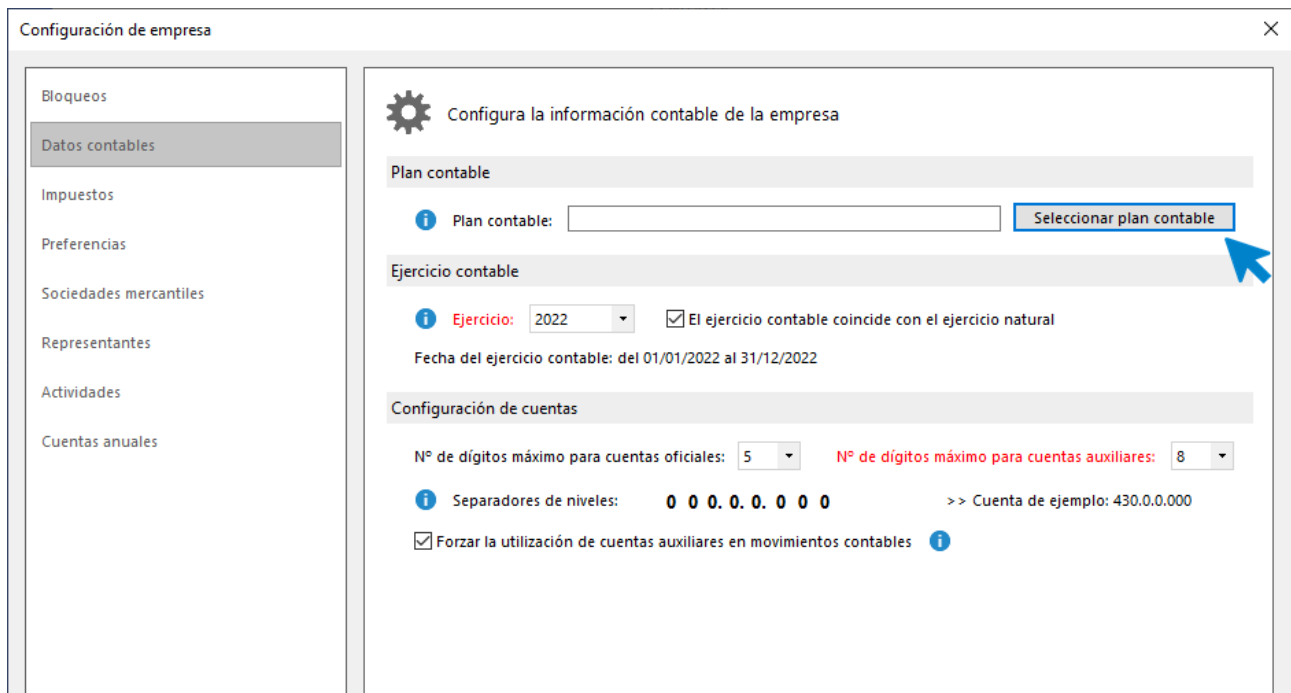 Configuración de empresa
Bloqueos
Datos contables
Impuestos
Preferencias
Sociedades mercantiles
Representantes
Actividades
Cuentas anuales
Configura la información contable de la empresa
Plan contable
Plan contable: Seleccionar plan contable
Ejercicio contable
Ejercicio: 2022 El ejercicio contable coincide con el ejercicio natural
Fecha del ejercicio contable: del 01/01/2022 al 31/12/2022
Configuración de cuentas
Nº de dígitos máximo para cuentas oficiales: 5 Nº de dígitos máximo para cuentas auxiliares: 8
Separadores de niveles: 0 0 0. 0. 0. 0 0 0 >> Cuenta de ejemplo: 430.0.0.000
Forzar la utilización de cuentas auxiliares en movimientos contables